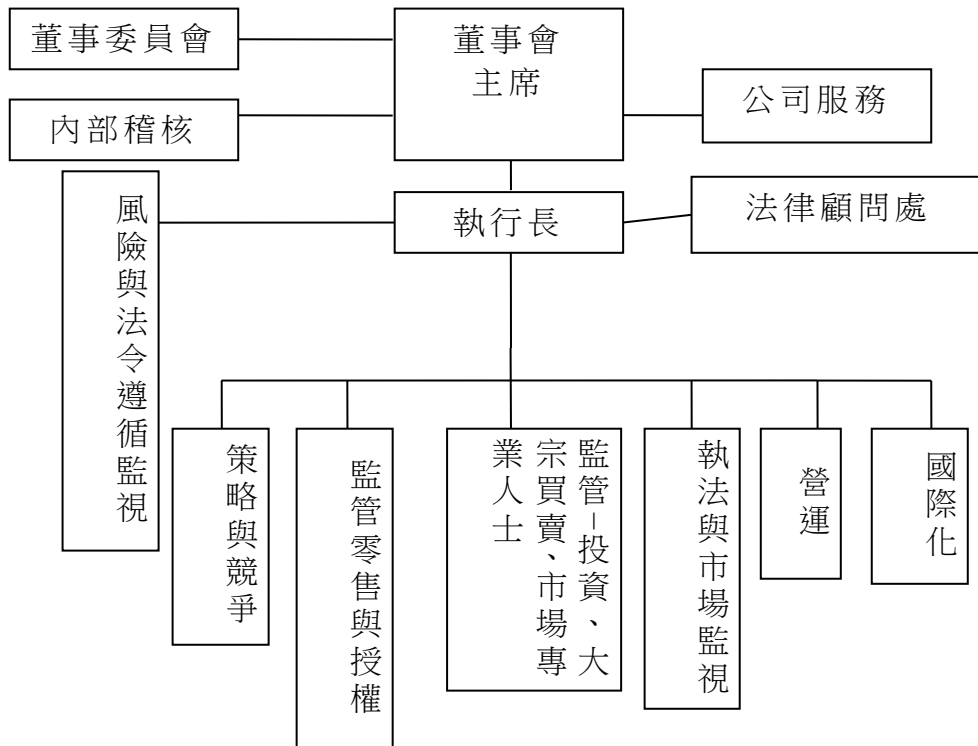 董事委員會
董事會
主席
公司服務
內部稽核
執行長
法律顧問處
風險與法令遵循監視
策略與競爭
監管零售與授權
監管–投資、大
宗買賣、市場專
業人士
執法與市場監視
營運
國際化